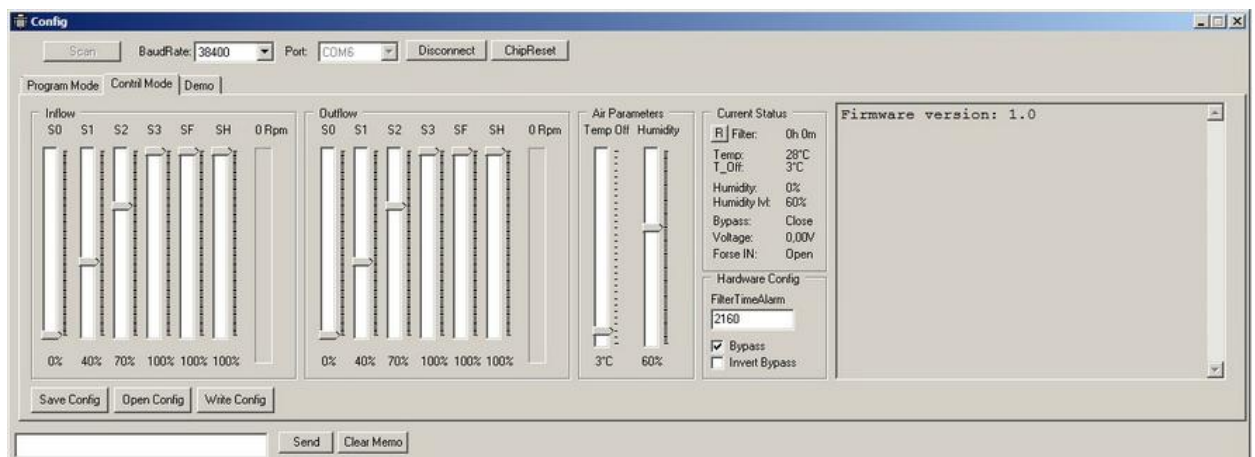 Config
Scan BaudRate: 38400 Port: COM6 Disconnect ChipReset
Program Mode Contril Mode Demo
Inflow
S0 S1 S2 S3 SF SH 0 Rpm
0% 40% 70% 100% 100% 100%
Outflow
S0 S1 S2 S3 SF SH 0 Rpm
0% 40% 70% 100% 100% 100%
Air Parameters
Temp Off Humidity
3°C 60%
Current Status
R Filter: 0h 0m
Temp: 28°C
T_Off: 3°C
Humidity: 0%
Humidity lvl: 60%
Bypass: Close
Voltage: 0,00V
Forse IN: Open
Hardware Config
FilterTimeAlarm
2160
Bypass
Invert Bypass
Firmware version: 1.0
Save Config Open Config Write Config
Send Clear Memo